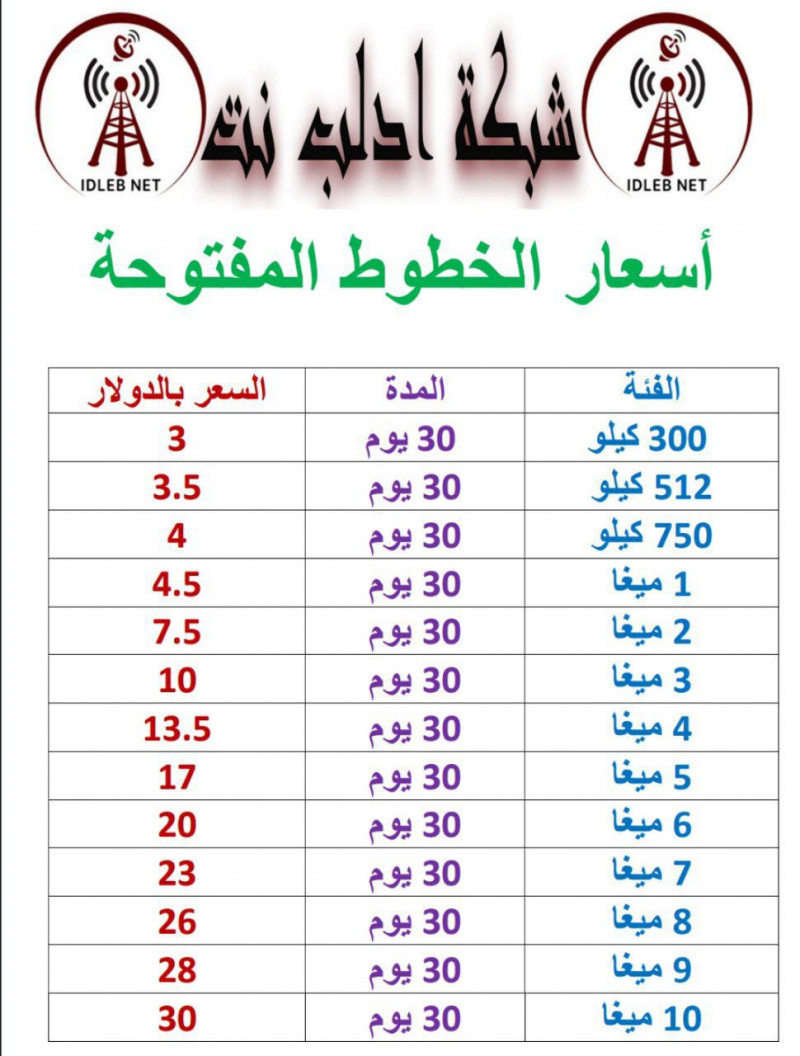 IDLEB NET
شبكة ادلب نت
IDLEB NET
أسعار الخطوط المفتوحة
الفئة المدة السعر بالدولار
300 كيلو 30 يوم 3
512 كيلو 30 يوم 3.5
750 كيلو 30 يوم 4
1 ميغا 30 يوم 4.5
2 ميغا 30 يوم 7.5
3 ميغا 30 يوم 10
4 ميغا 30 يوم 13.5
5 ميغا 30 يوم 17
6 ميغا 30 يوم 20
7 ميغا 30 يوم 23
8 ميغا 30 يوم 26
9 ميغا 30 يوم 28
10 ميغا 30 يوم 30